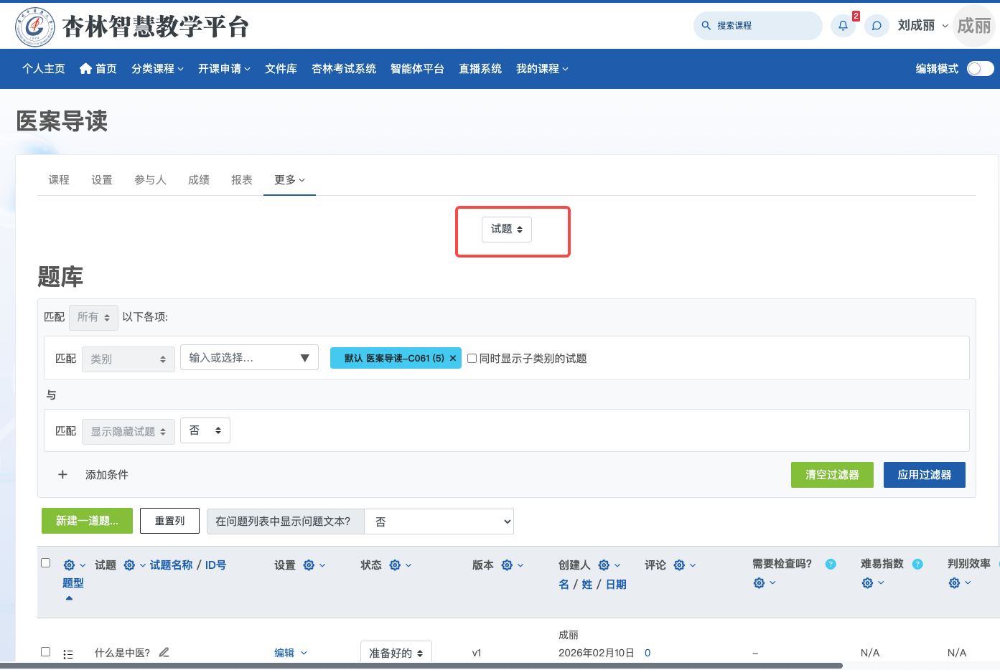 杏林智慧教学平台
搜索课程
2
刘成丽
成丽
个人主页 首页 分类课程 开课申请 文件库 杏林考试系统 智能体平台 直播系统 我的课程 编辑模式
医案导读
课程 设置 参与人 成绩 报表 更多
试题
题库
匹配 所有 以下各项:
匹配 类别 输入或选择... ▼ 默认 医案导读-C061 (5) × 同时显示子类别的试题
与
匹配 显示隐藏试题 否
+ 添加条件 清空过滤器 应用过滤器
新建一道题... 重置列 在问题列表中显示问题文本? 否
试题 试题名称 / ID号 设置 状态 版本 创建人 评论 需要检查吗? ? 难易指数 ? 判别效率
题型 名 / 姓 / 日期
成丽
什么是中医? 编辑 准备好的 v1 2026年02月10日 0 – N/A N/A